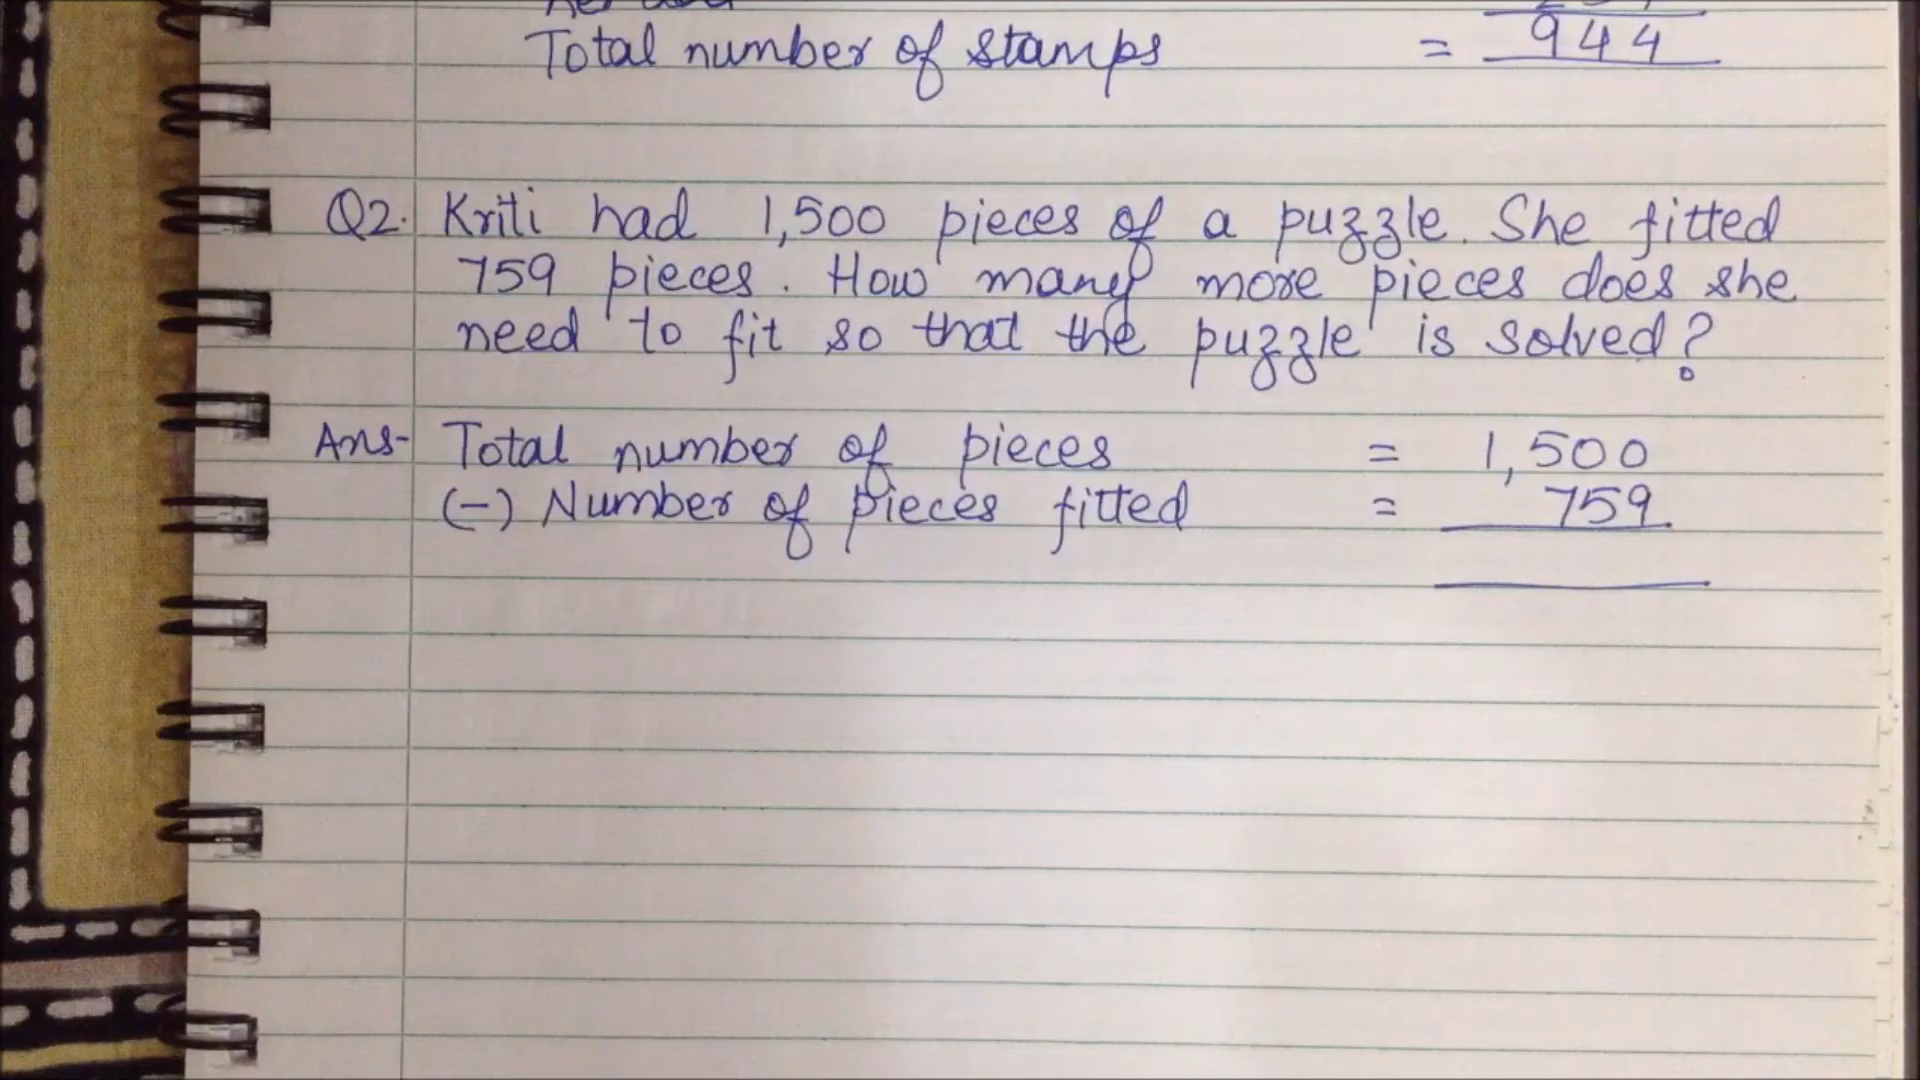 Total number of stamps = 944
Q2. Kriti had 1,500 pieces of a puzzle. She fitted
759 pieces. How many more pieces does she
need to fit so that the puzzle is solved?
Ans- Total number of pieces = 1,500
(-) Number of pieces fitted = 759